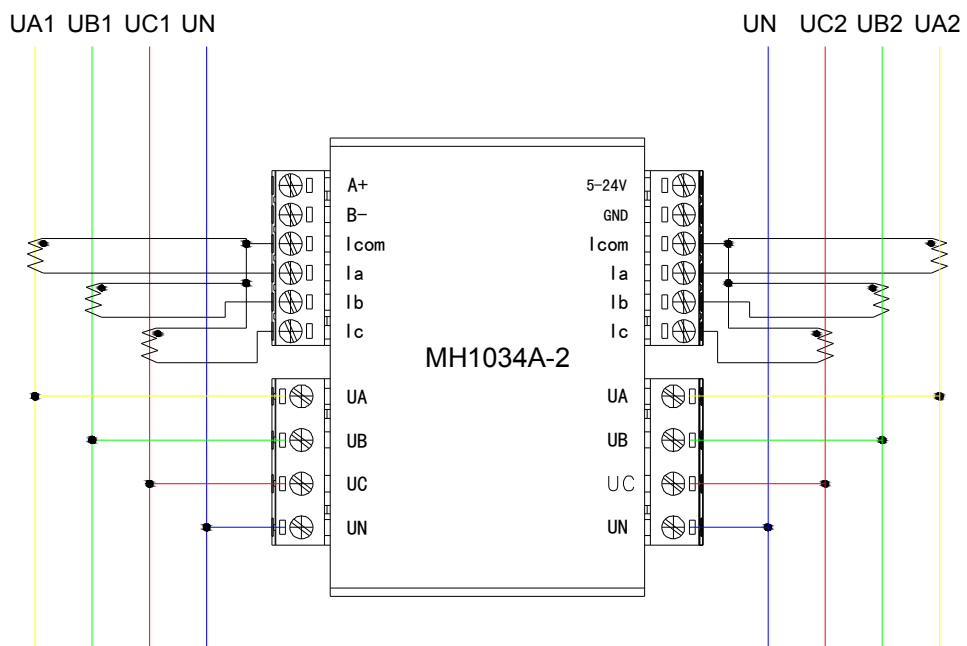 UA1 UB1 UC1 UN UN UC2 UB2 UA2
A+ 5-24V
B- GND
Icom Icom
Ia Ia
Ib Ib
Ic Ic
MH1034A-2
UA UA
UB UB
UC UC
UN UN